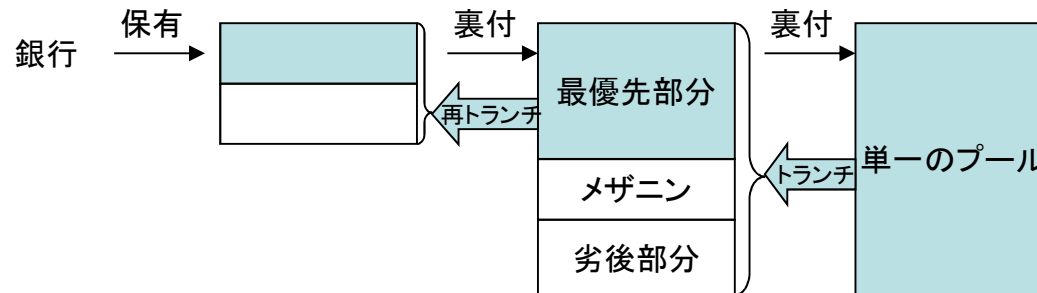 銀行
保有
裏付
裏付
再トランチ
最優先部分
メザニン
劣後部分
トランチ
単一のプール